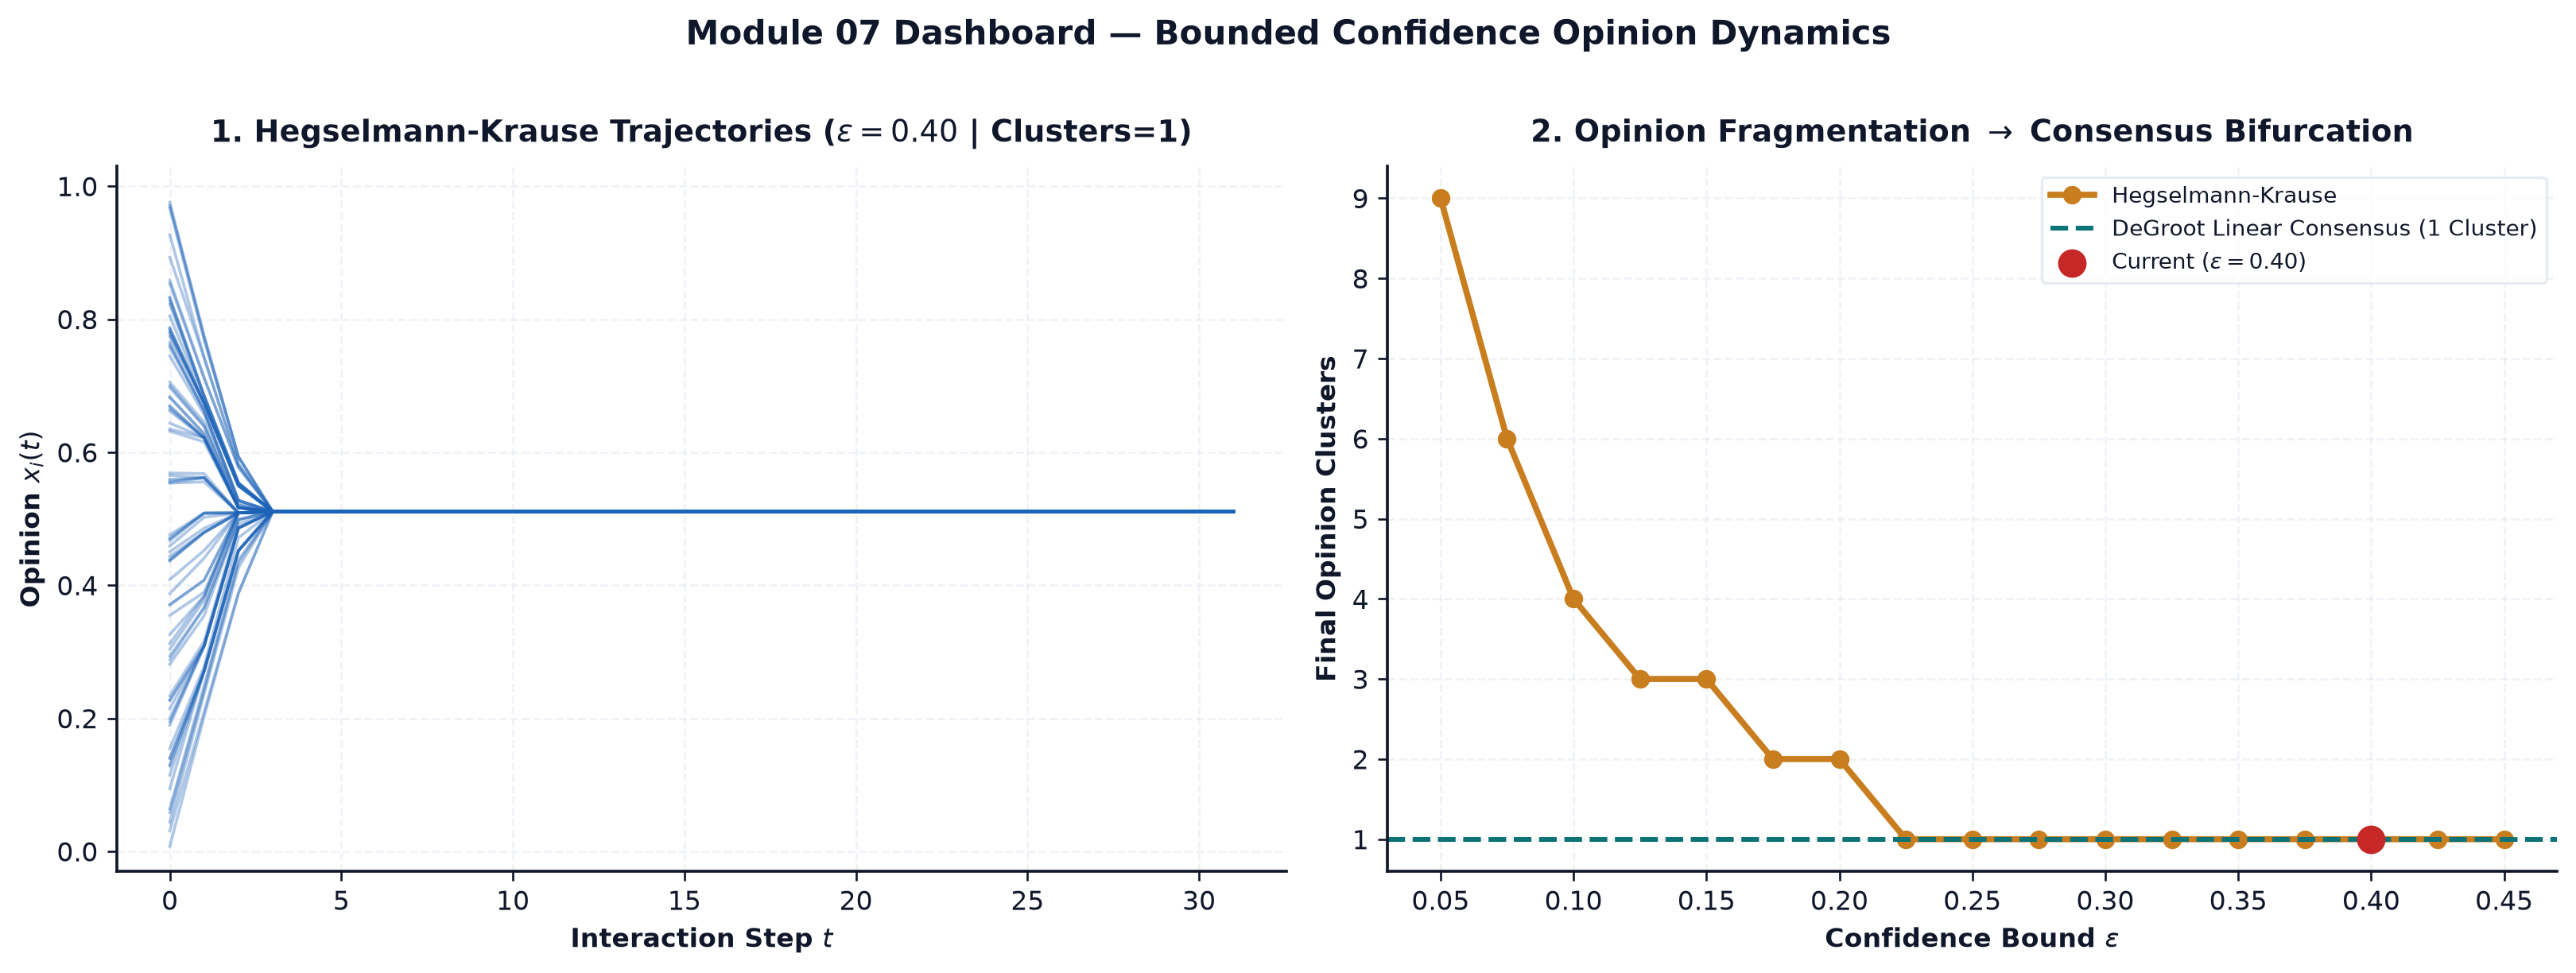 Module 07 Dashboard — Bounded Confidence Opinion Dynamics
1. Hegselmann-Krause Trajectories (ε = 0.40 | Clusters=1)
1.0
0.8
0.6
0.4
0.2
0.0
Opinion xᵢ(t)
0 5 10 15 20 25 30
Interaction Step t
2. Opinion Fragmentation → Consensus Bifurcation
Hegselmann-Krause
DeGroot Linear Consensus (1 Cluster)
Current (ε = 0.40)
9
8
7
6
5
4
3
2
1
Final Opinion Clusters
0.05 0.10 0.15 0.20 0.25 0.30 0.35 0.40 0.45
Confidence Bound ε